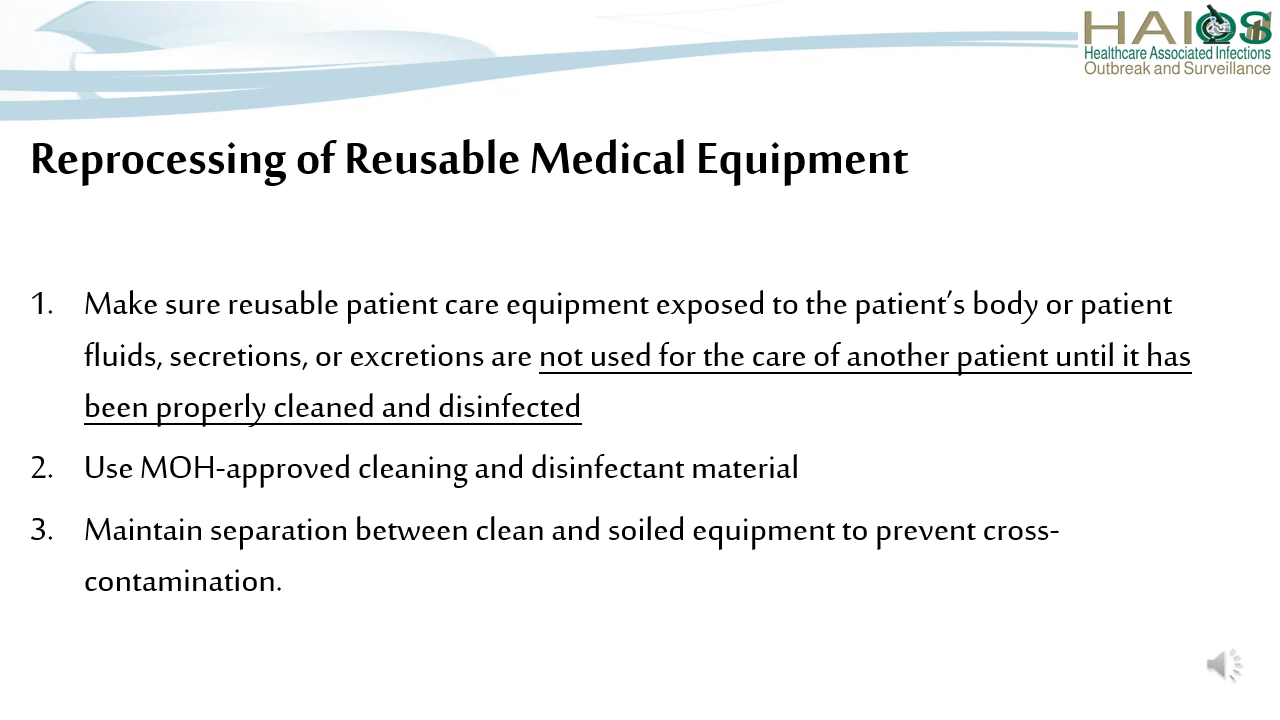 HAIOS
Healthcare Associated Infections
Outbreak and Surveillance
Reprocessing of Reusable Medical Equipment
1. Make sure reusable patient care equipment exposed to the patient’s body or patient
fluids, secretions, or excretions are not used for the care of another patient until it has
been properly cleaned and disinfected
2. Use MOH-approved cleaning and disinfectant material
3. Maintain separation between clean and soiled equipment to prevent cross-
contamination.